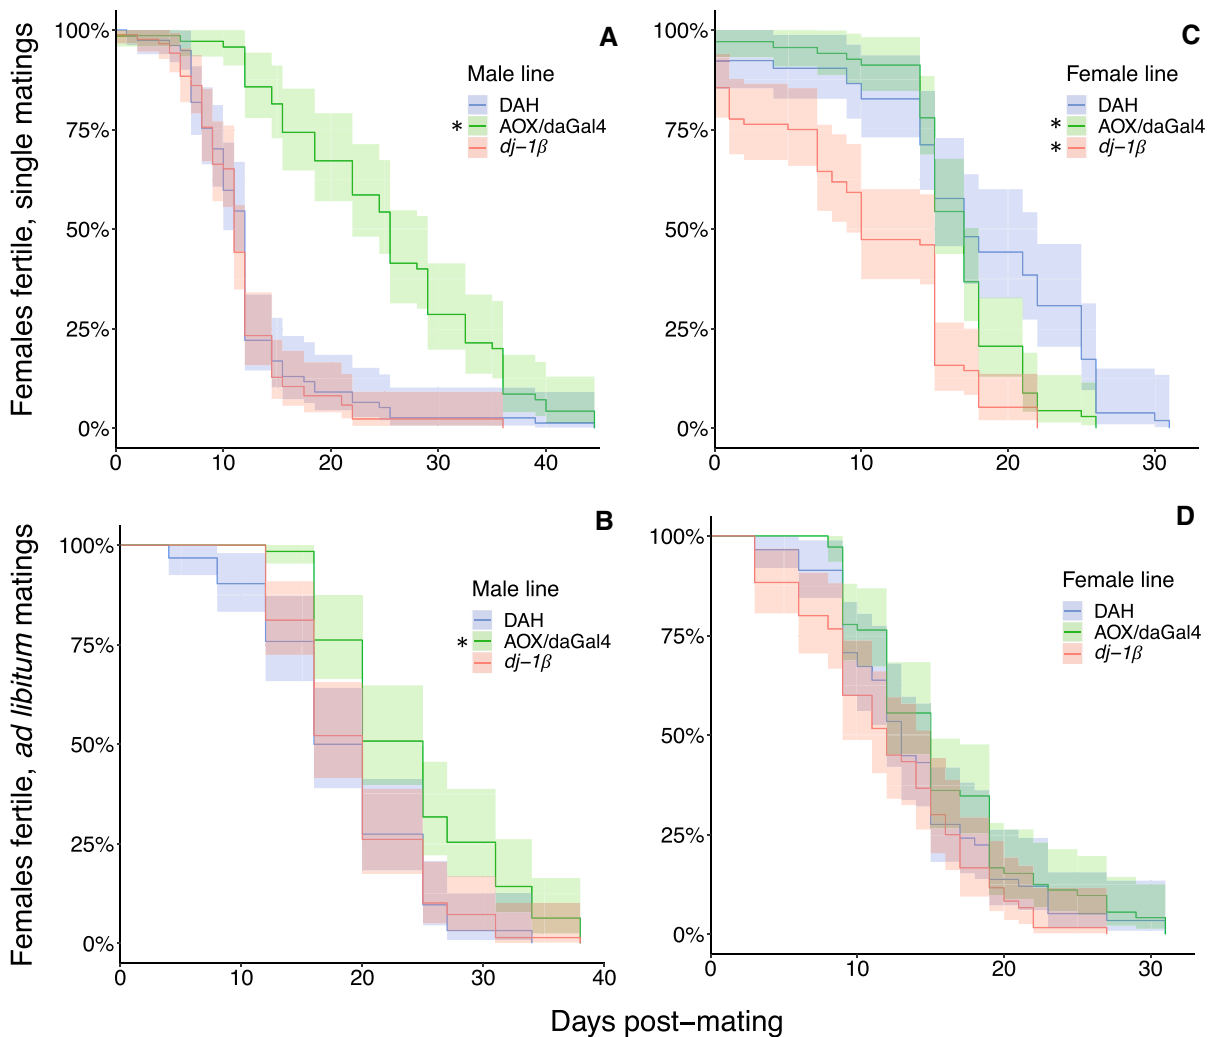 Females fertile, single matings
A
100%
75%
50%
25%
0%
0 10 20 30 40
Male line
DAH
* AOX/daGal4
dj−1β
C
100%
75%
50%
25%
0%
0 10 20 30
Female line
DAH
* AOX/daGal4
* dj−1β
Females fertile, ad libitum matings
B
100%
75%
50%
25%
0%
0 10 20 30 40
Male line
DAH
* AOX/daGal4
dj−1β
D
100%
75%
50%
25%
0%
0 10 20 30
Female line
DAH
AOX/daGal4
dj−1β
Days post−mating